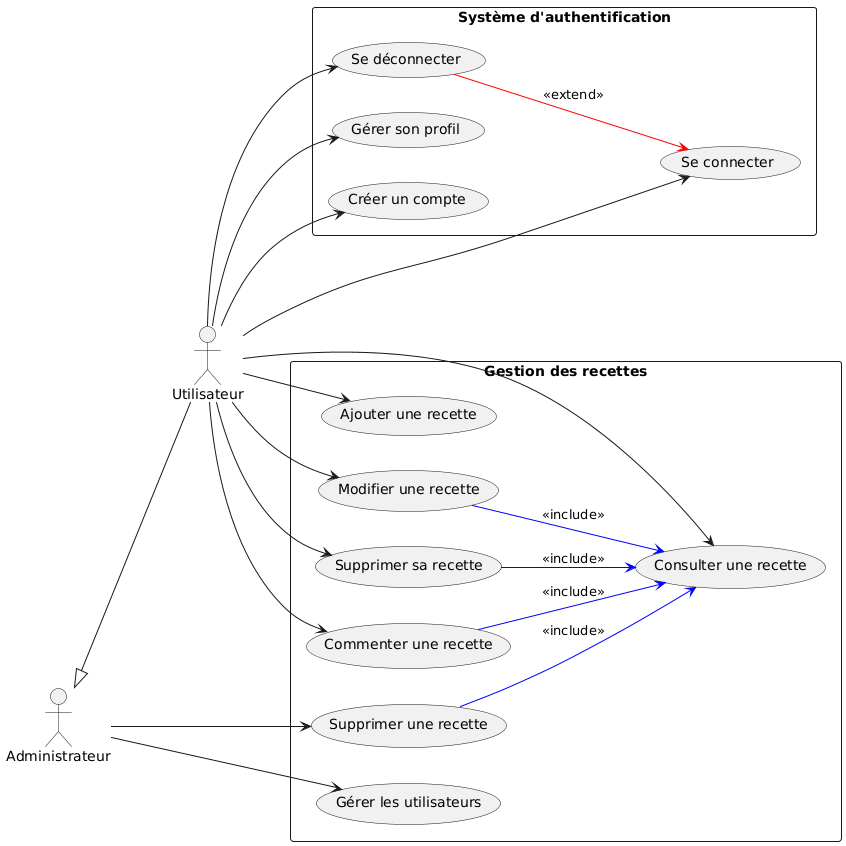 Système d'authentification
Se déconnecter
«extend»
Gérer son profil
Se connecter
Créer un compte
Utilisateur
Gestion des recettes
Ajouter une recette
Modifier une recette
«include»
Supprimer sa recette
«include»
Consulter une recette
«include»
Commenter une recette
«include»
Supprimer une recette
Administrateur
Gérer les utilisateurs